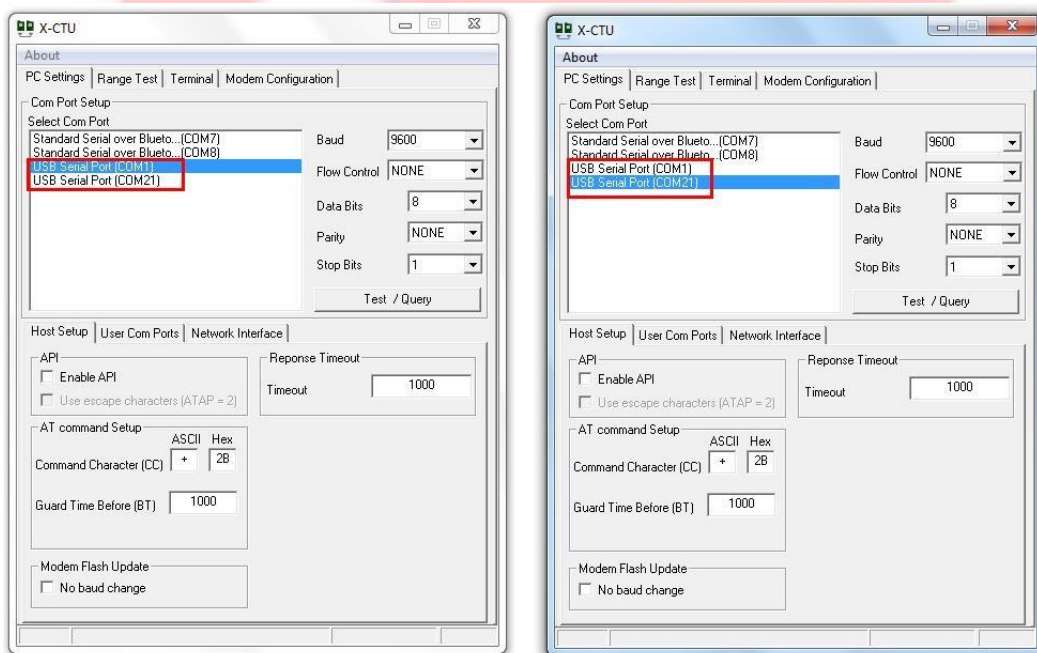 X-CTU
About
PC Settings Range Test Terminal Modem Configuration
Com Port Setup
Select Com Port
Standard Serial over Blueto...(COM7)
Standard Serial over Blueto...(COM8)
USB Serial Port (COM1)
USB Serial Port (COM21)
Baud 9600
Flow Control NONE
Data Bits 8
Parity NONE
Stop Bits 1
Test / Query
Host Setup User Com Ports Network Interface
API
Enable API
Use escape characters (ATAP = 2)
Reponse Timeout
Timeout 1000
AT command Setup
ASCII Hex
Command Character (CC) + 2B
Guard Time Before (BT) 1000
Modem Flash Update
No baud change
X-CTU
About
PC Settings Range Test Terminal Modem Configuration
Com Port Setup
Select Com Port
Standard Serial over Blueto...(COM7)
Standard Serial over Blueto...(COM8)
USB Serial Port (COM1)
USB Serial Port (COM21)
Baud 9600
Flow Control NONE
Data Bits 8
Parity NONE
Stop Bits 1
Test / Query
Host Setup User Com Ports Network Interface
API
Enable API
Use escape characters (ATAP = 2)
Reponse Timeout
Timeout 1000
AT command Setup
ASCII Hex
Command Character (CC) + 2B
Guard Time Before (BT) 1000
Modem Flash Update
No baud change